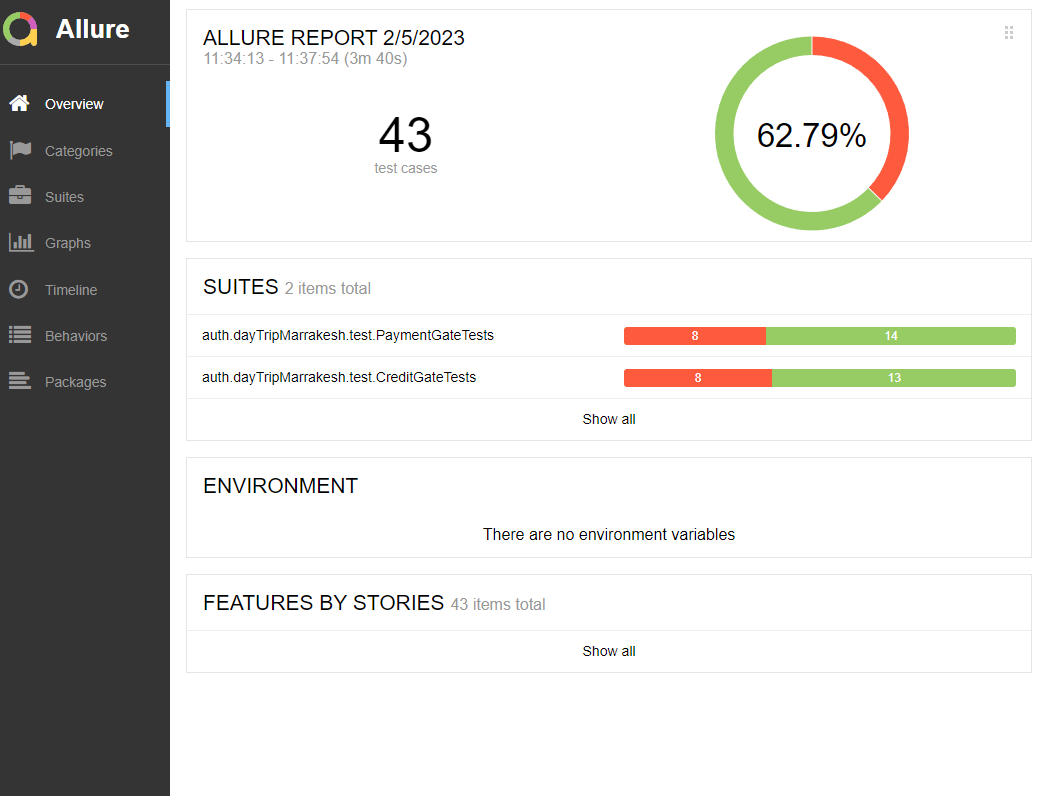 Allure
Overview
Categories
Suites
Graphs
Timeline
Behaviors
Packages
ALLURE REPORT 2/5/2023
11:34:13 - 11:37:54 (3m 40s)
43
test cases
62.79%
SUITES 2 items total
auth.dayTripMarrakesh.test.PaymentGateTests 8 14
auth.dayTripMarrakesh.test.CreditGateTests 8 13
Show all
ENVIRONMENT
There are no environment variables
FEATURES BY STORIES 43 items total
Show all